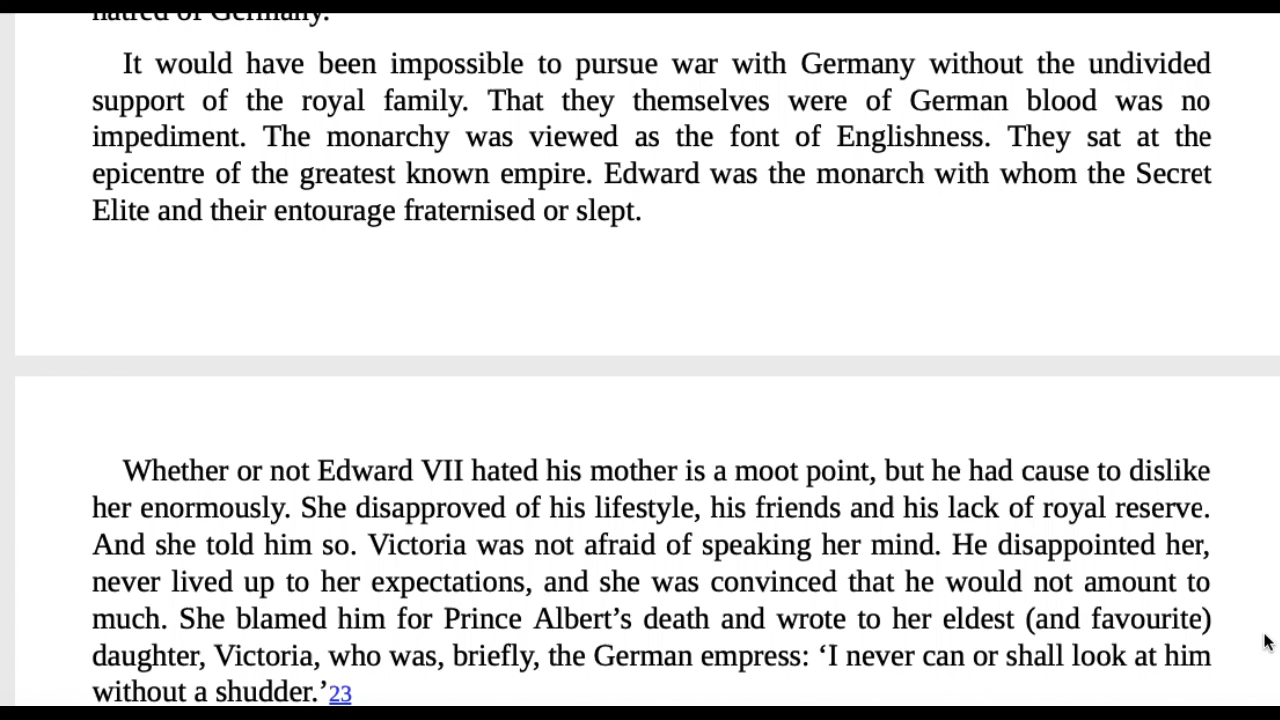 hatred of Germany.
It would have been impossible to pursue war with Germany without the undivided
support of the royal family. That they themselves were of German blood was no
impediment. The monarchy was viewed as the font of Englishness. They sat at the
epicentre of the greatest known empire. Edward was the monarch with whom the Secret
Elite and their entourage fraternised or slept.
Whether or not Edward VII hated his mother is a moot point, but he had cause to dislike
her enormously. She disapproved of his lifestyle, his friends and his lack of royal reserve.
And she told him so. Victoria was not afraid of speaking her mind. He disappointed her,
never lived up to her expectations, and she was convinced that he would not amount to
much. She blamed him for Prince Albert’s death and wrote to her eldest (and favourite)
daughter, Victoria, who was, briefly, the German empress: ‘I never can or shall look at him
without a shudder.’23